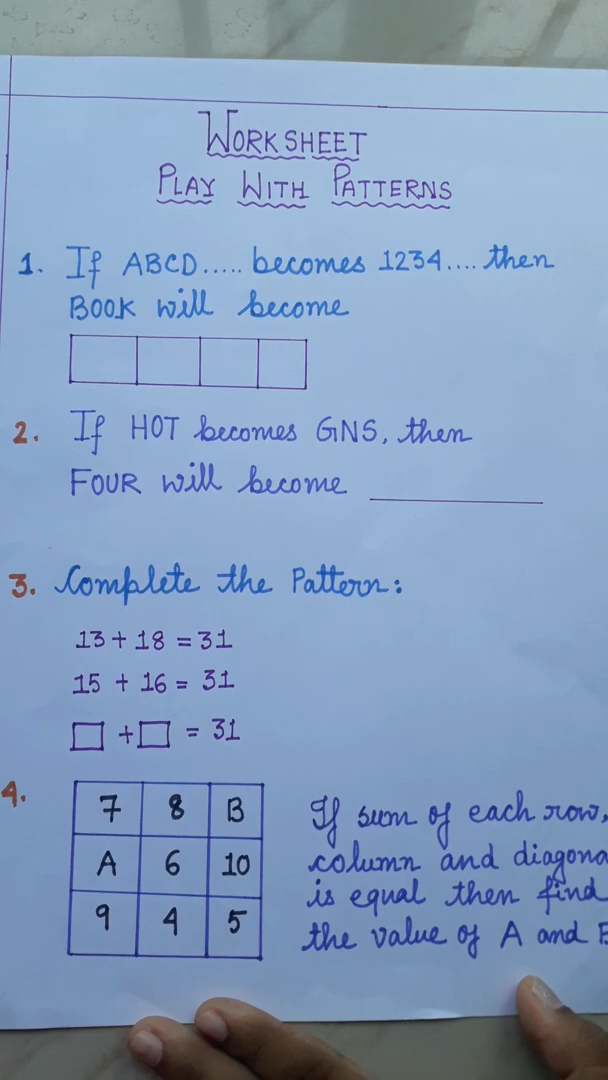 WORKSHEET
PLAY WITH PATTERNS
1. If ABCD..... becomes 1234.... then
BOOK will become
2. If HOT becomes GNS, then
FOUR will become
3. Complete the Pattern:
13 + 18 = 31
15 + 16 = 31
□ + □ = 31
4.
7 8 B
A 6 10
9 4 5
If sum of each row,
column and diagona
is equal then find
the value of A and B